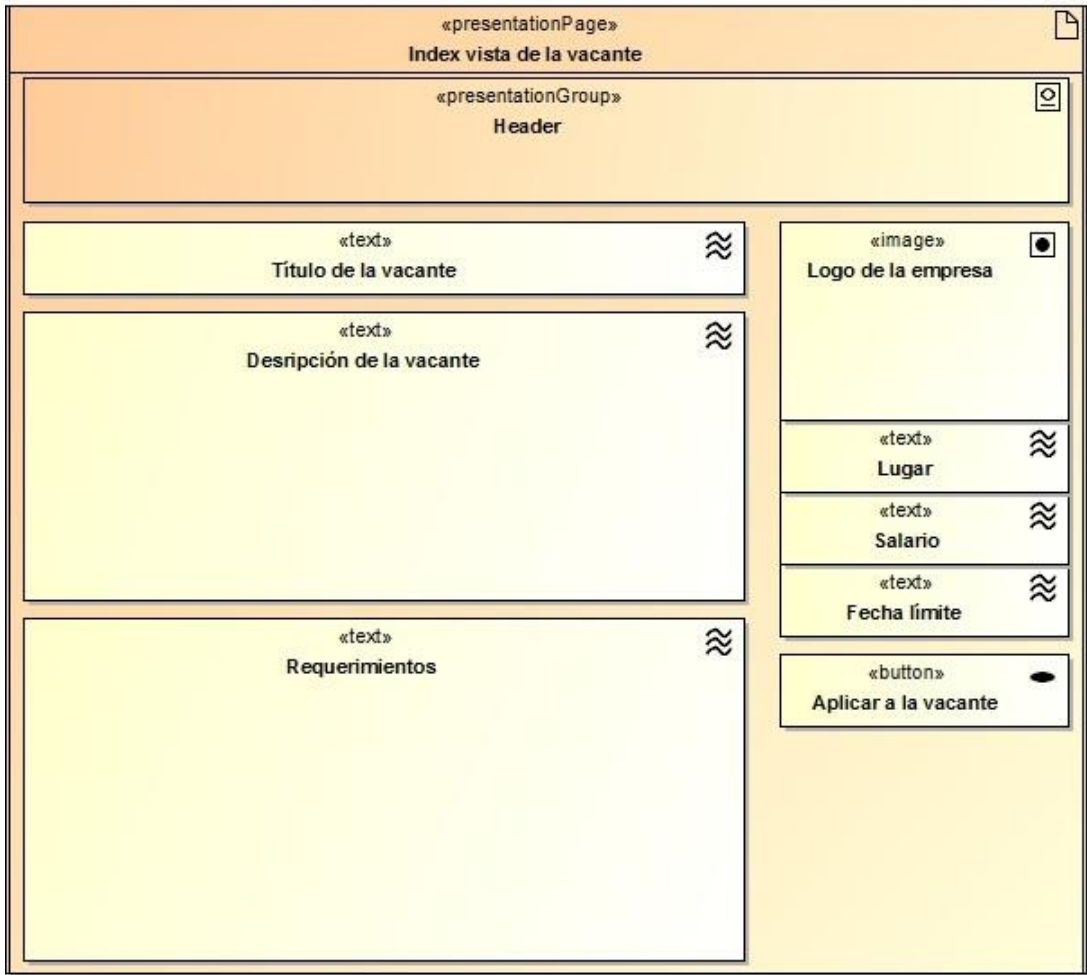 «presentationPage»
Index vista de la vacante
«presentationGroup»
Header
«text»
Título de la vacante
«text»
Desripción de la vacante
«text»
Requerimientos
«image»
Logo de la empresa
«text»
Lugar
«text»
Salario
«text»
Fecha límite
«button»
Aplicar a la vacante